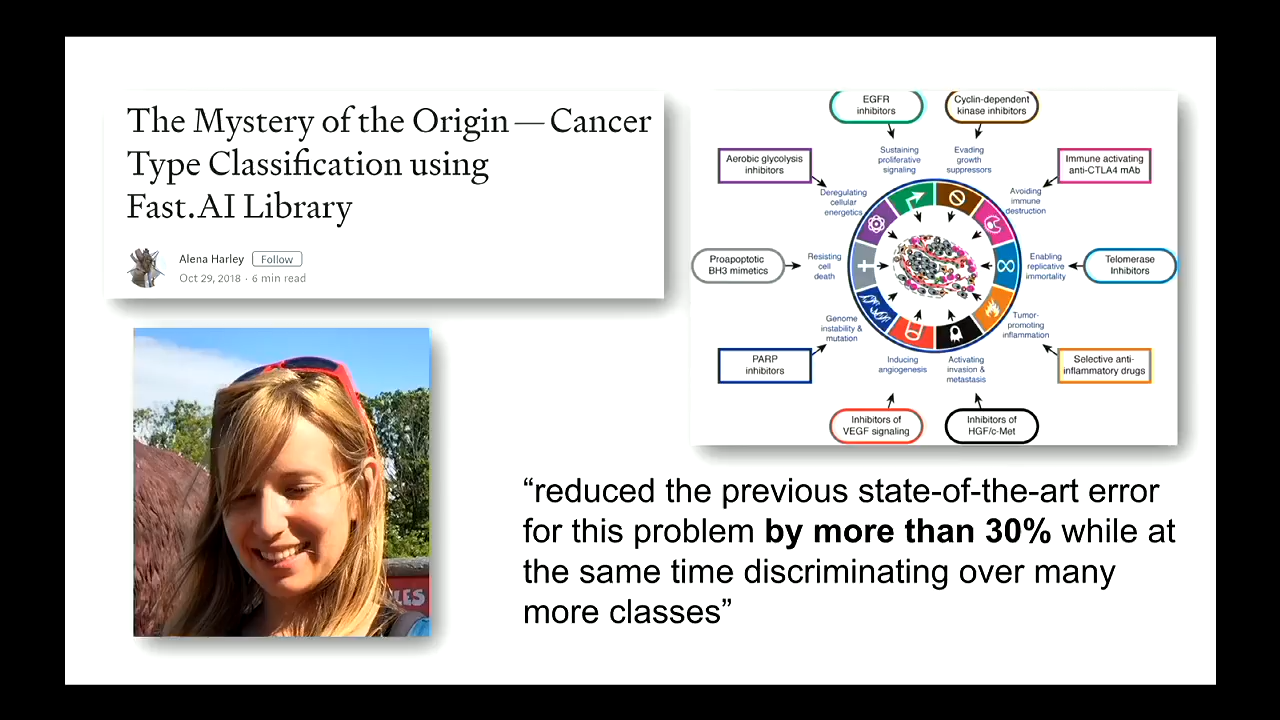 The Mystery of the Origin — Cancer
Type Classification using
Fast.AI Library
Alena Harley Follow
Oct 29, 2018 · 6 min read
EGFR
inhibitors
Cyclin-dependent
kinase inhibitors
Aerobic glycolysis
inhibitors
Sustaining
proliferative
signaling
Evading
growth
suppressors
Immune activating
anti-CTLA4 mAb
Deregulating
cellular
energetics
Avoiding
immune
destruction
Proapoptotic
BH3 mimetics
Resisting
cell
death
Enabling
replicative
immortality
Telomerase
Inhibitors
Genome
instability &
mutation
Tumor-
promoting
inflammation
PARP
inhibitors
Inducing
angiogenesis
Activating
invasion &
metastasis
Selective anti-
inflammatory drugs
Inhibitors of
VEGF signaling
Inhibitors of
HGF/c-Met
LES
“reduced the previous state-of-the-art error
for this problem by more than 30% while at
the same time discriminating over many
more classes”